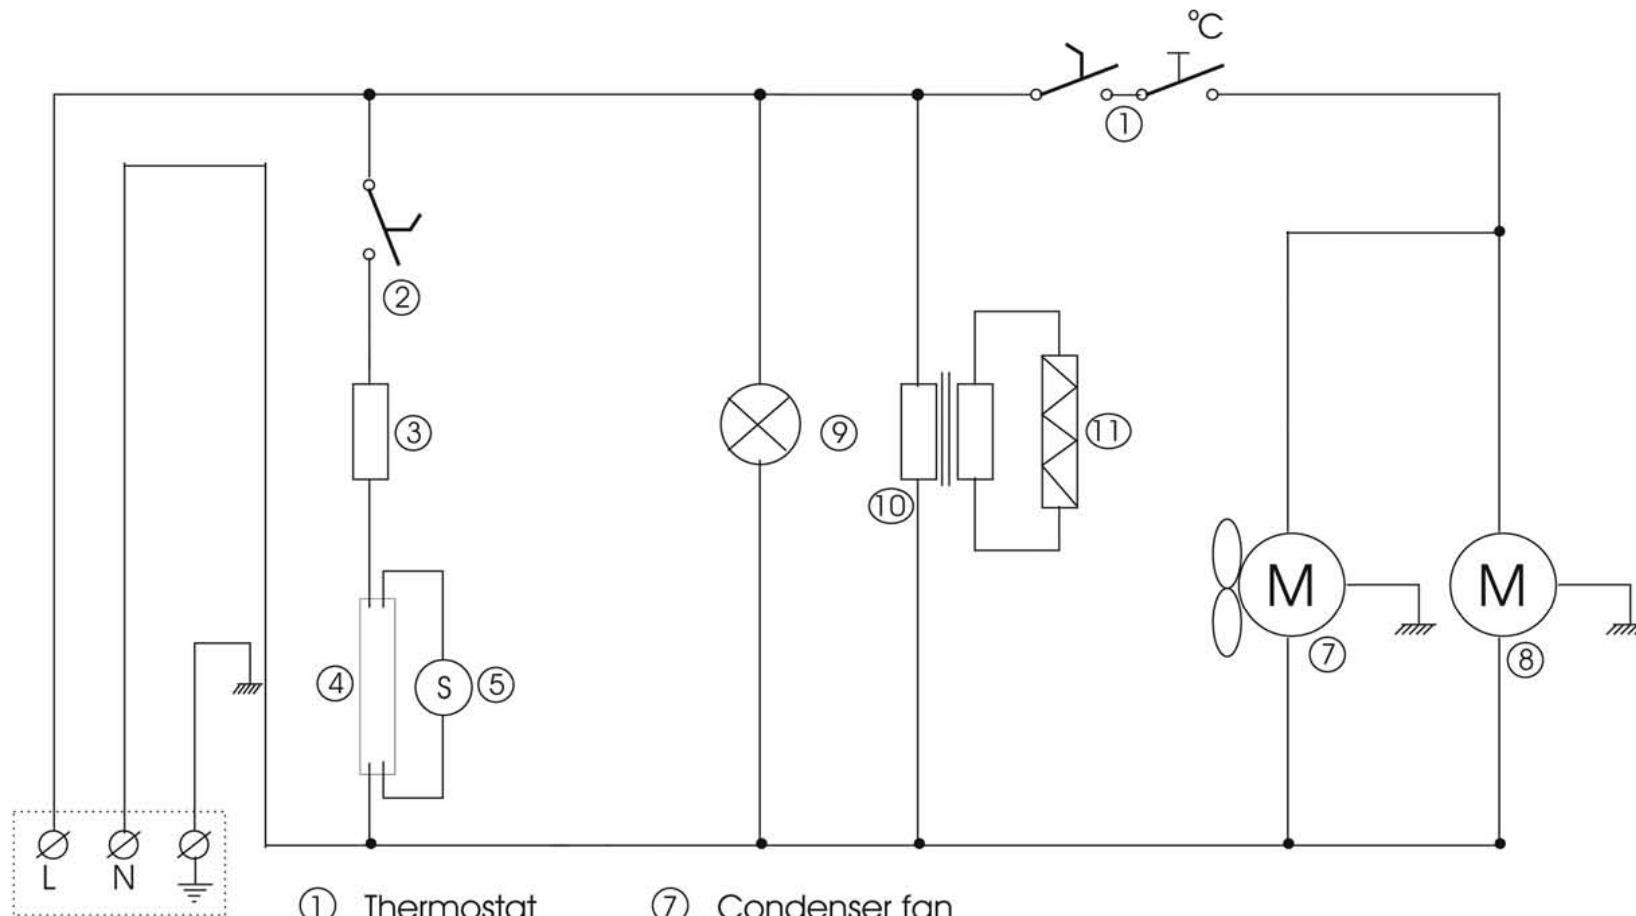 °C
①
②
③
⑨
⑪
⑩
M
M
④
S
⑤
⑦
⑧
L
N
① Thermostat
⑦ Condenser fan